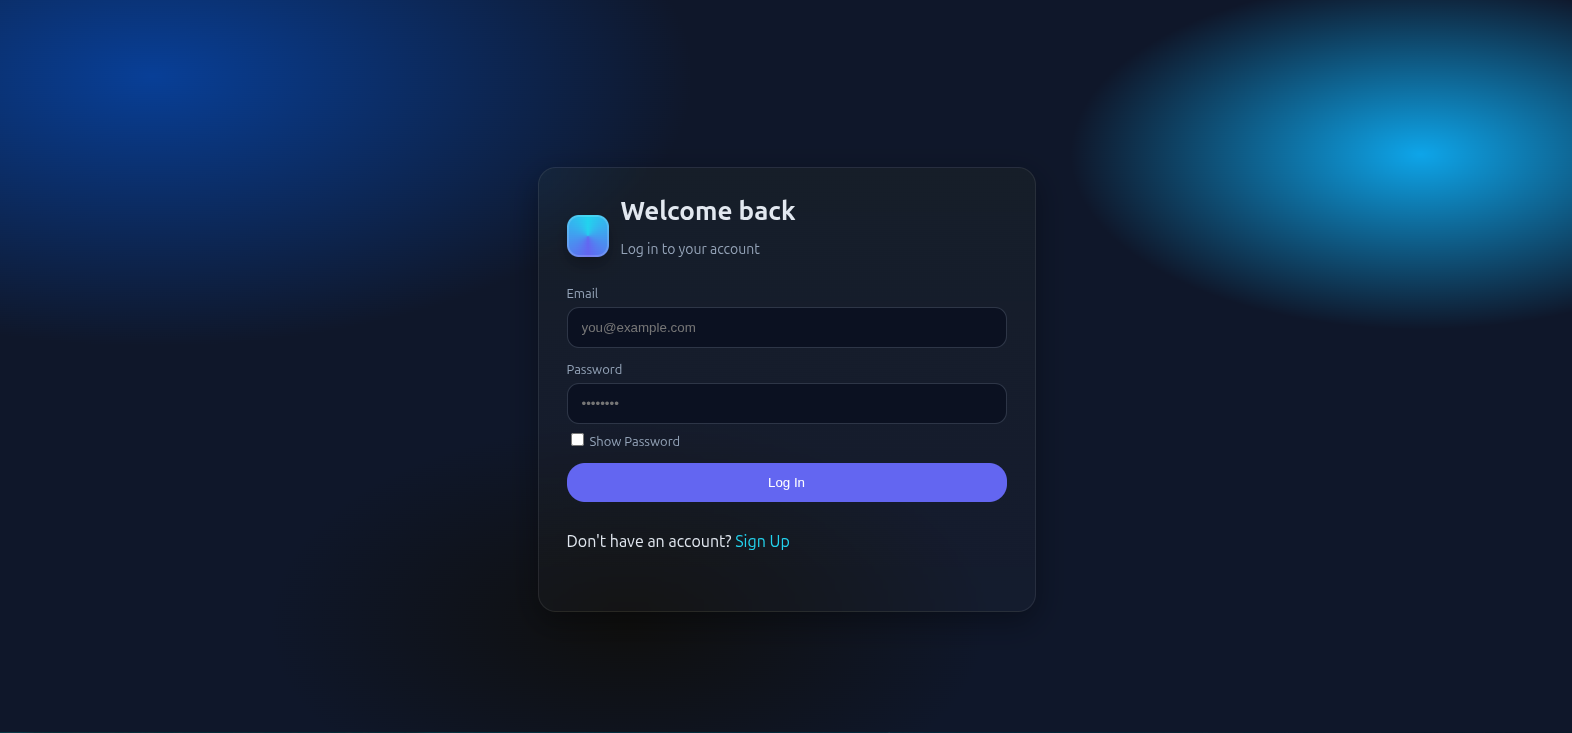 Welcome back
Log in to your account
Email
you@example.com
Password
••••••••
Show Password
Log In
Don't have an account? Sign Up